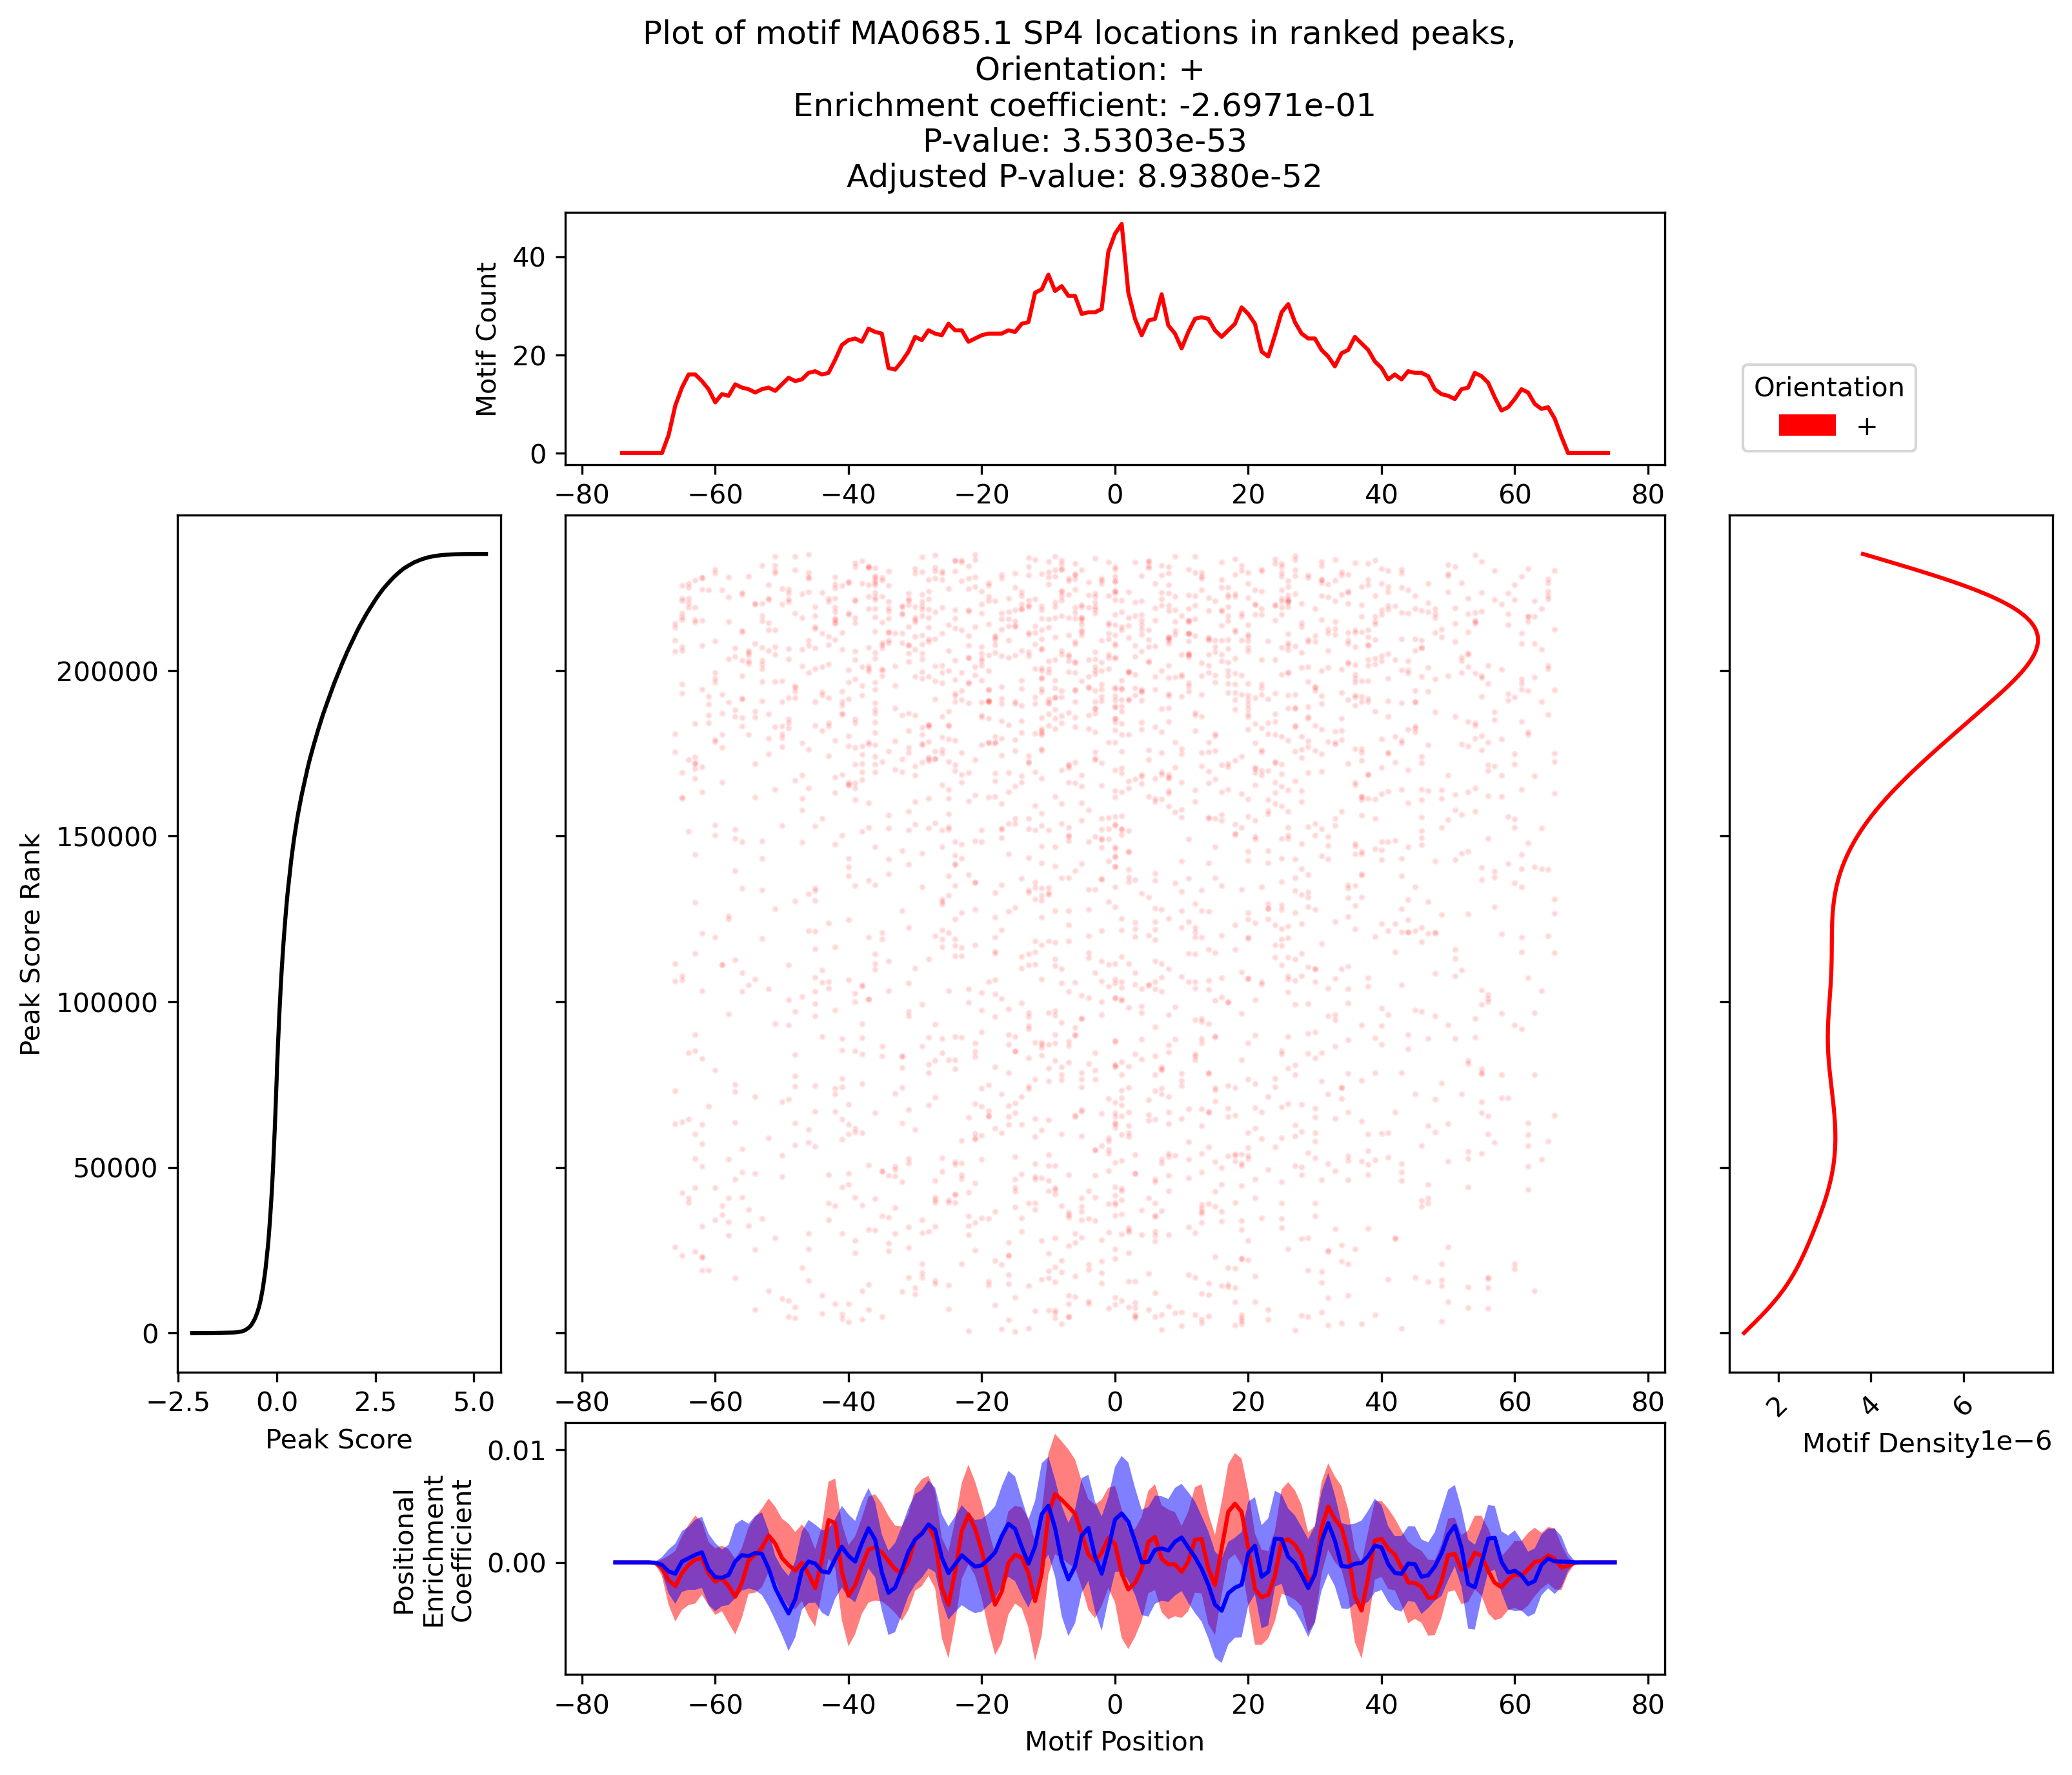 Plot of motif MA0685.1 SP4 locations in ranked peaks,
Orientation: +
Enrichment coefficient: -2.6971e-01
P-value: 3.5303e-53
Adjusted P-value: 8.9380e-52
Motif Count
40
20
0
−80 −60 −40 −20 0 20 40 60 80
Orientation
+
Peak Score Rank
200000
150000
100000
50000
0
−2.5 0.0 2.5 5.0
Peak Score
−80 −60 −40 −20 0 20 40 60 80
2 4 6
Motif Density
1e−6
Positional
Enrichment
Coefficient
0.01
0.00
−80 −60 −40 −20 0 20 40 60 80
Motif Position